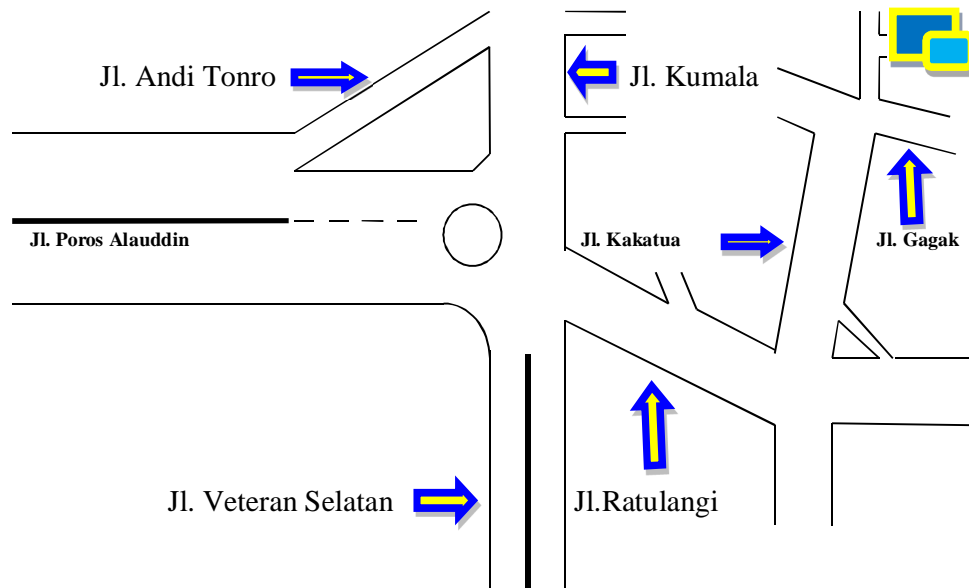 Jl. Andi Tonro
Jl. Kumala
Jl. Poros Alauddin
Jl. Kakatua
Jl. Gagak
Jl. Veteran Selatan
Jl.Ratulangi